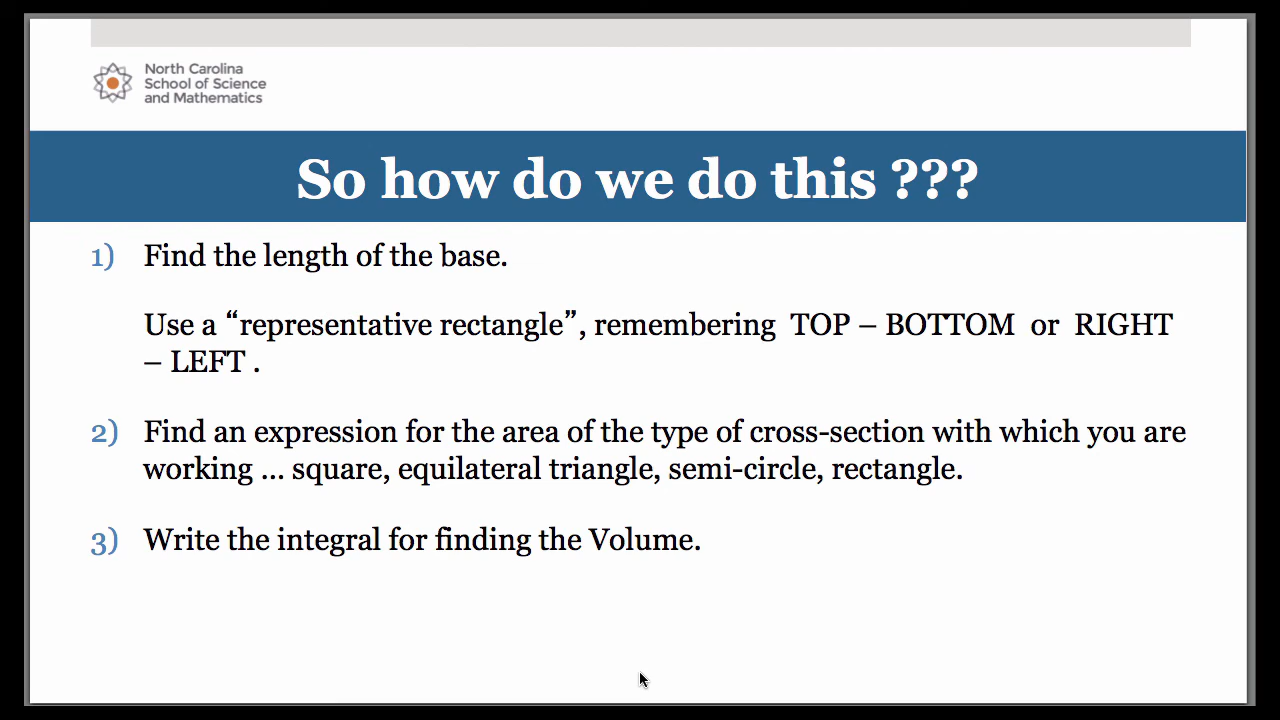 North Carolina
School of Science
and Mathematics
So how do we do this ???
1) Find the length of the base.
Use a “representative rectangle”, remembering TOP – BOTTOM or RIGHT
– LEFT .
2) Find an expression for the area of the type of cross-section with which you are
working ... square, equilateral triangle, semi-circle, rectangle.
3) Write the integral for finding the Volume.